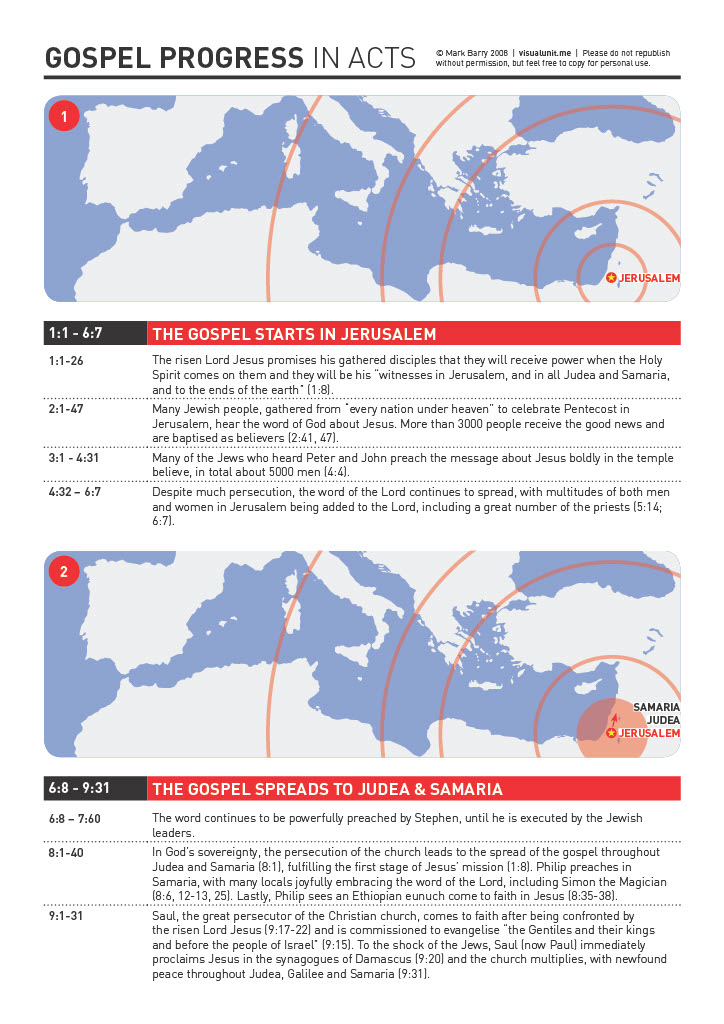 GOSPEL PROGRESS IN ACTS
© Mark Barry 2008 | visualunit.me | Please do not republish
without permission, but feel free to copy for personal use.
1
JERUSALEM
1:1 - 6:7 THE GOSPEL STARTS IN JERUSALEM
1:1-26 The risen Lord Jesus promises his gathered disciples that they will receive power when the Holy
Spirit comes on them and they will be his "witnesses in Jerusalem, and in all Judea and Samaria,
and to the ends of the earth" (1:8).
2:1-47 Many Jewish people, gathered from "every nation under heaven" to celebrate Pentecost in
Jerusalem, hear the word of God about Jesus. More than 3000 people receive the good news and
are baptised as believers (2:41, 47).
3:1 - 4:31 Many of the Jews who heard Peter and John preach the message about Jesus boldly in the temple
believe, in total about 5000 men (4:4).
4:32 – 6:7 Despite much persecution, the word of the Lord continues to spread, with multitudes of both men
and women in Jerusalem being added to the Lord, including a great number of the priests (5:14;
6:7).
2
SAMARIA
JUDEA
JERUSALEM
6:8 - 9:31 THE GOSPEL SPREADS TO JUDEA & SAMARIA
6:8 – 7:60 The word continues to be powerfully preached by Stephen, until he is executed by the Jewish
leaders.
8:1-40 In God's sovereignty, the persecution of the church leads to the spread of the gospel throughout
Judea and Samaria (8:1), fulfilling the first stage of Jesus' mission (1:8). Philip preaches in
Samaria, with many locals joyfully embracing the word of the Lord, including Simon the Magician
(8:6, 12-13, 25). Lastly, Philip sees an Ethiopian eunuch come to faith in Jesus (8:35-38).
9:1-31 Saul, the great persecutor of the Christian church, comes to faith after being confronted by
the risen Lord Jesus (9:17-22) and is commissioned to evangelise "the Gentiles and their kings
and before the people of Israel" (9:15). To the shock of the Jews, Saul (now Paul) immediately
proclaims Jesus in the synagogues of Damascus (9:20) and the church multiplies, with newfound
peace throughout Judea, Galilee and Samaria (9:31).